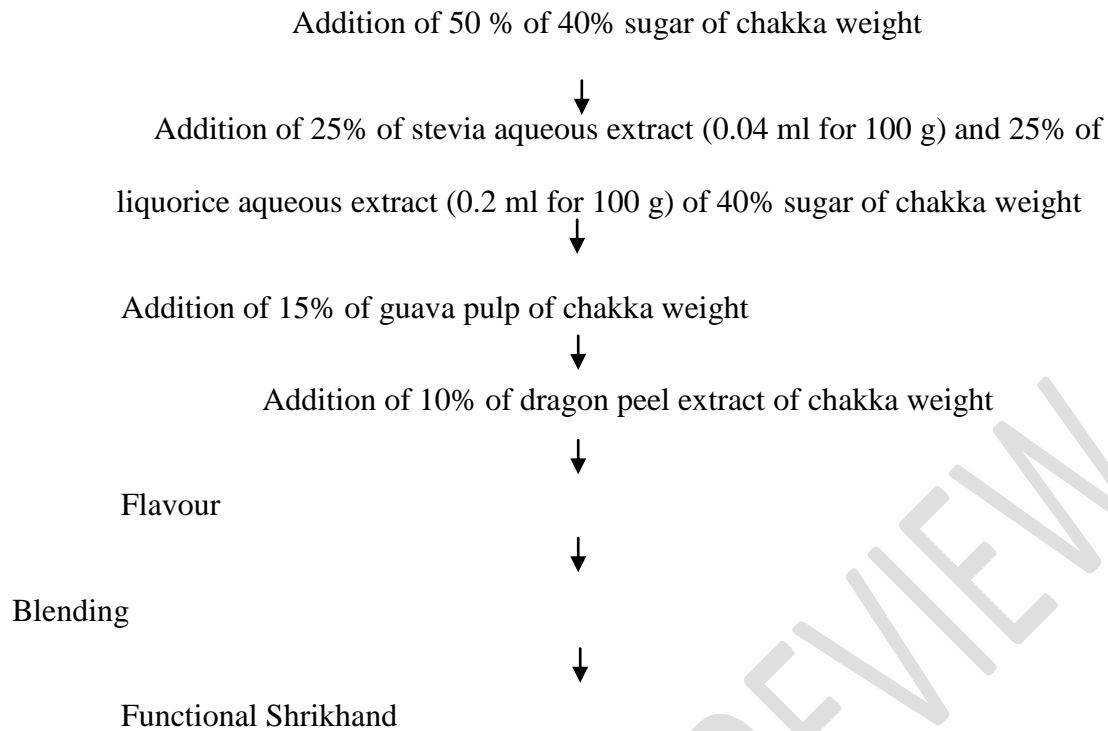 Addition of 50 % of 40% sugar of chakka weight
Addition of 25% of stevia aqueous extract (0.04 ml for 100 g) and 25% of
liquorice aqueous extract (0.2 ml for 100 g) of 40% sugar of chakka weight
Addition of 15% of guava pulp of chakka weight
Addition of 10% of dragon peel extract of chakka weight
Flavour
Blending
Functional Shrikhand